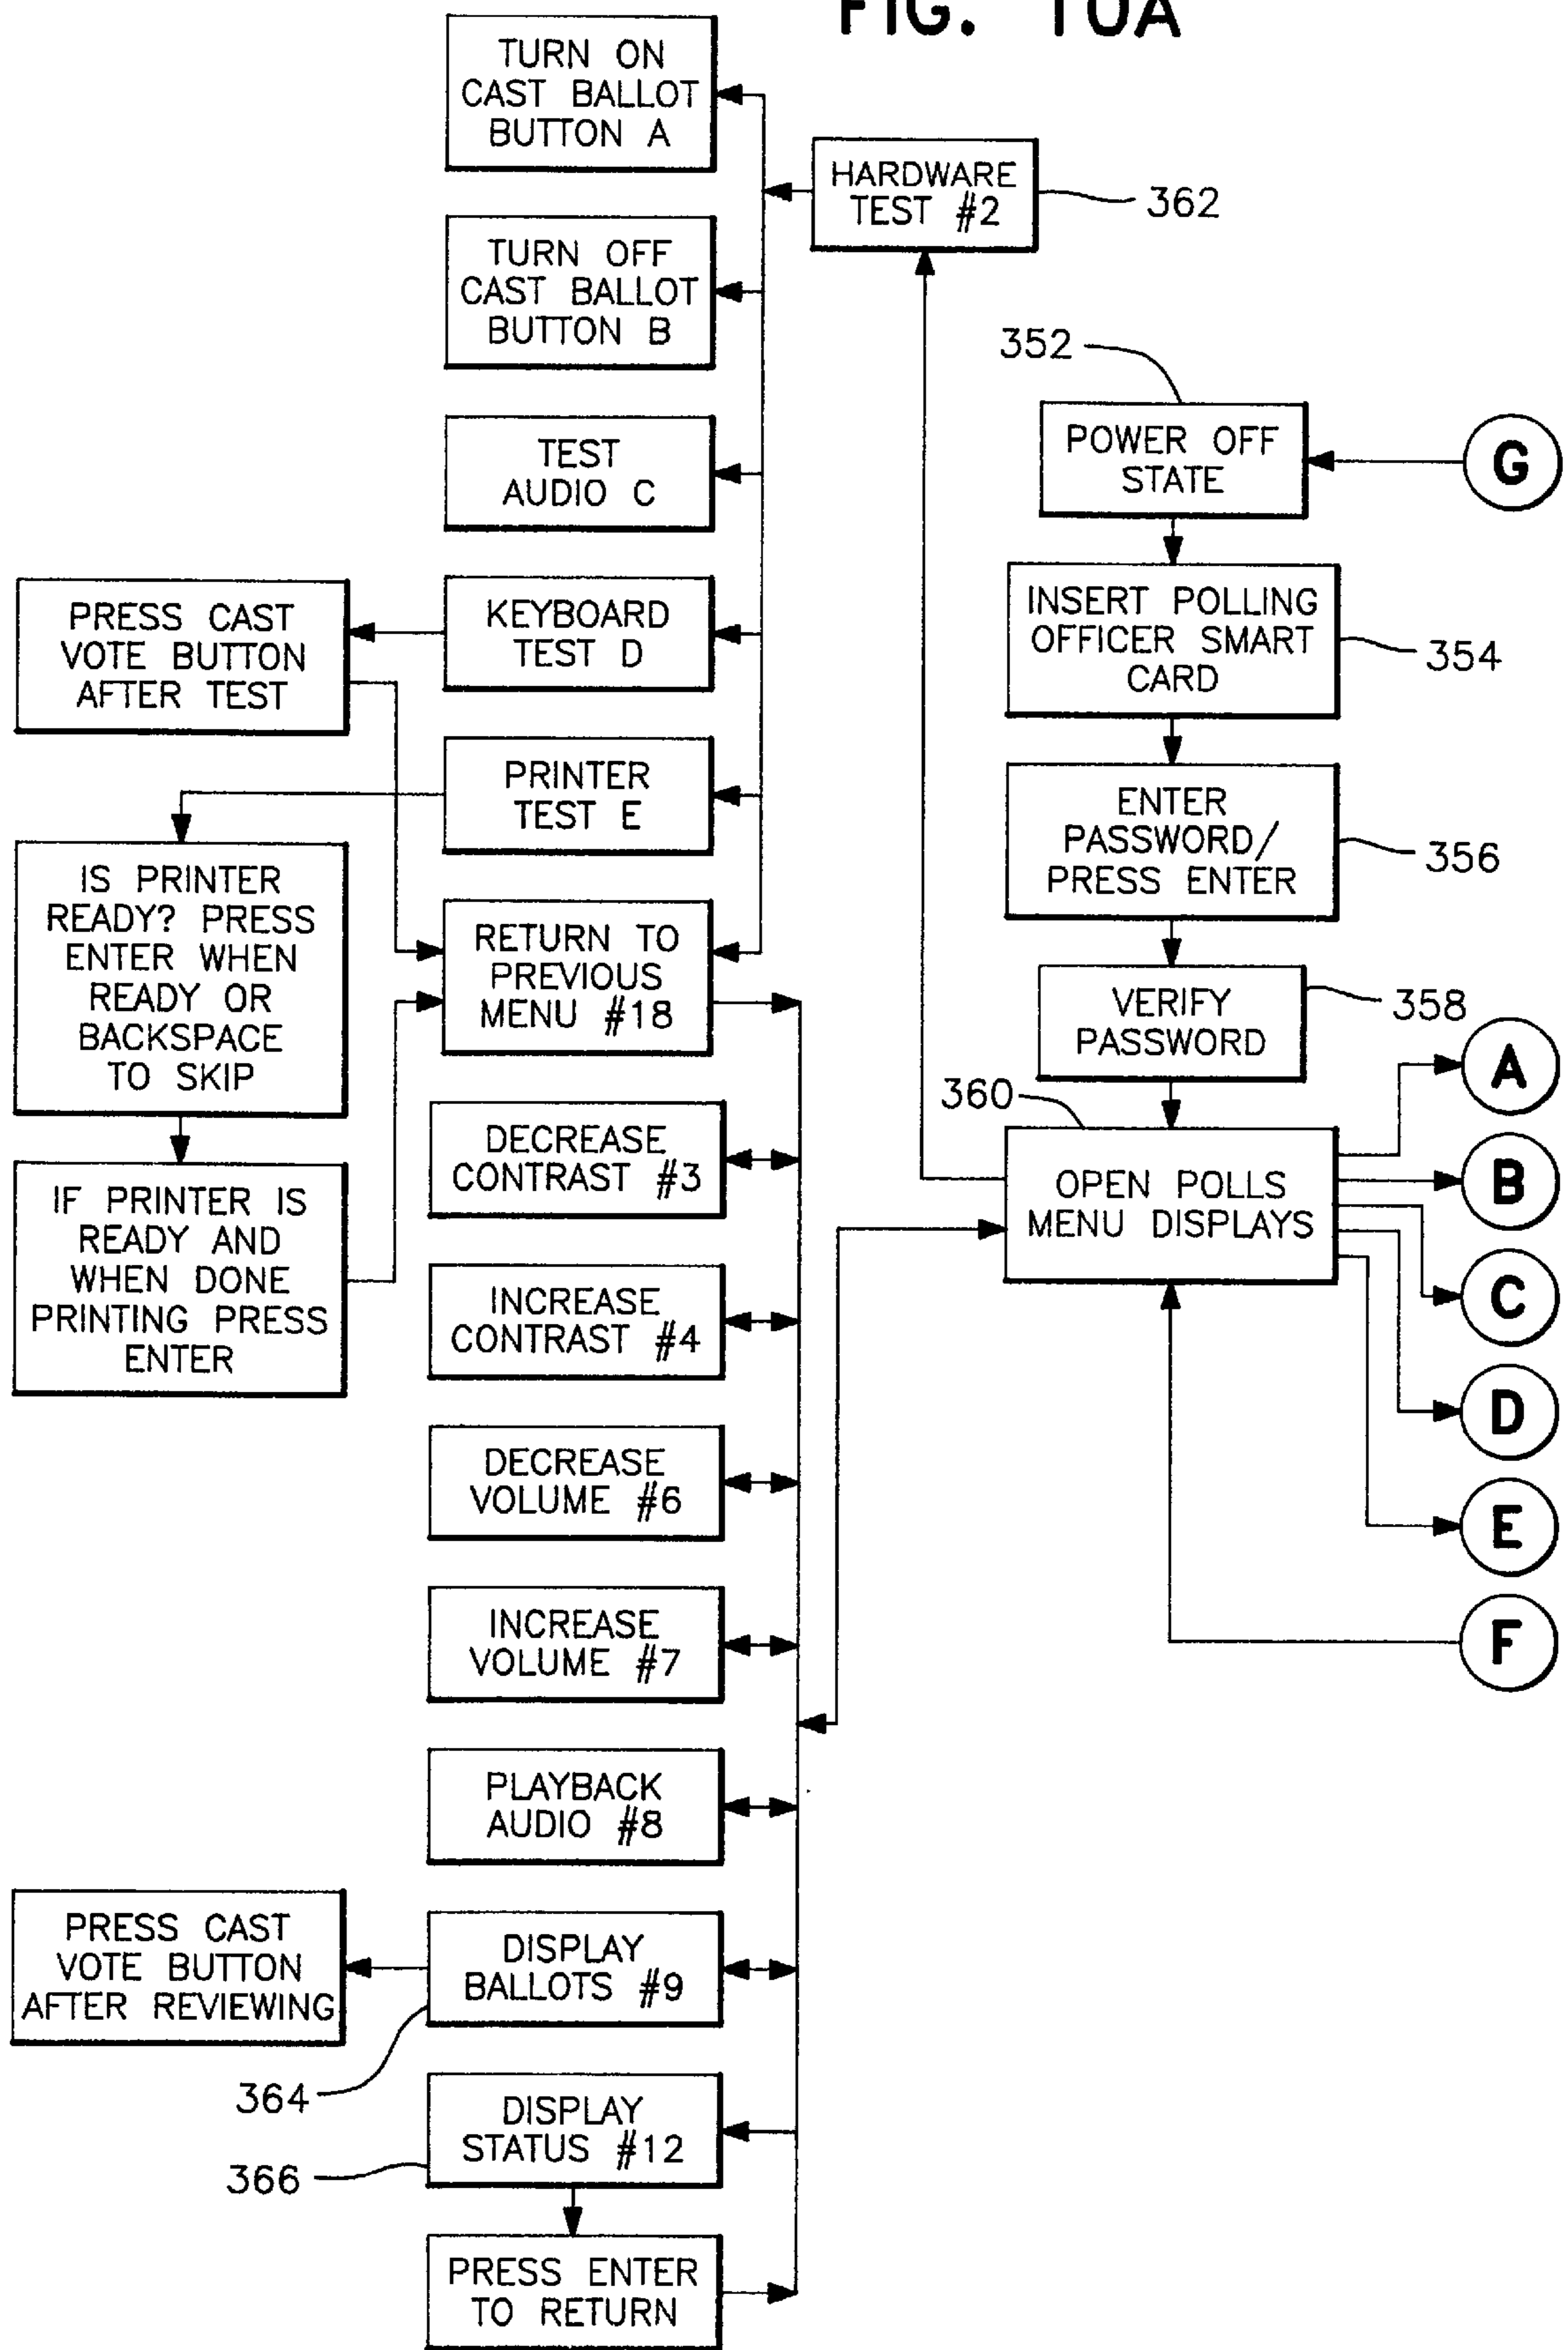 FIG. 10A
TURN ON
CAST BALLOT
BUTTON A
HARDWARE
TEST #2
362
TURN OFF
CAST BALLOT
BUTTON B
352
POWER OFF
STATE
G
TEST
AUDIO C
INSERT POLLING
OFFICER SMART
CARD
354
PRESS CAST
VOTE BUTTON
AFTER TEST
KEYBOARD
TEST D
PRINTER
TEST E
ENTER
PASSWORD/
PRESS ENTER
356
IS PRINTER
READY? PRESS
ENTER WHEN
READY OR
BACKSPACE
TO SKIP
RETURN TO
PREVIOUS
MENU #18
VERIFY
PASSWORD
358
A
360
OPEN POLLS
MENU DISPLAYS
B
C
D
E
F
DECREASE
CONTRAST #3
IF PRINTER IS
READY AND
WHEN DONE
PRINTING PRESS
ENTER
INCREASE
CONTRAST #4
DECREASE
VOLUME #6
INCREASE
VOLUME #7
PLAYBACK
AUDIO #8
PRESS CAST
VOTE BUTTON
AFTER REVIEWING
DISPLAY
BALLOTS #9
364
DISPLAY
STATUS #12
366
PRESS ENTER
TO RETURN